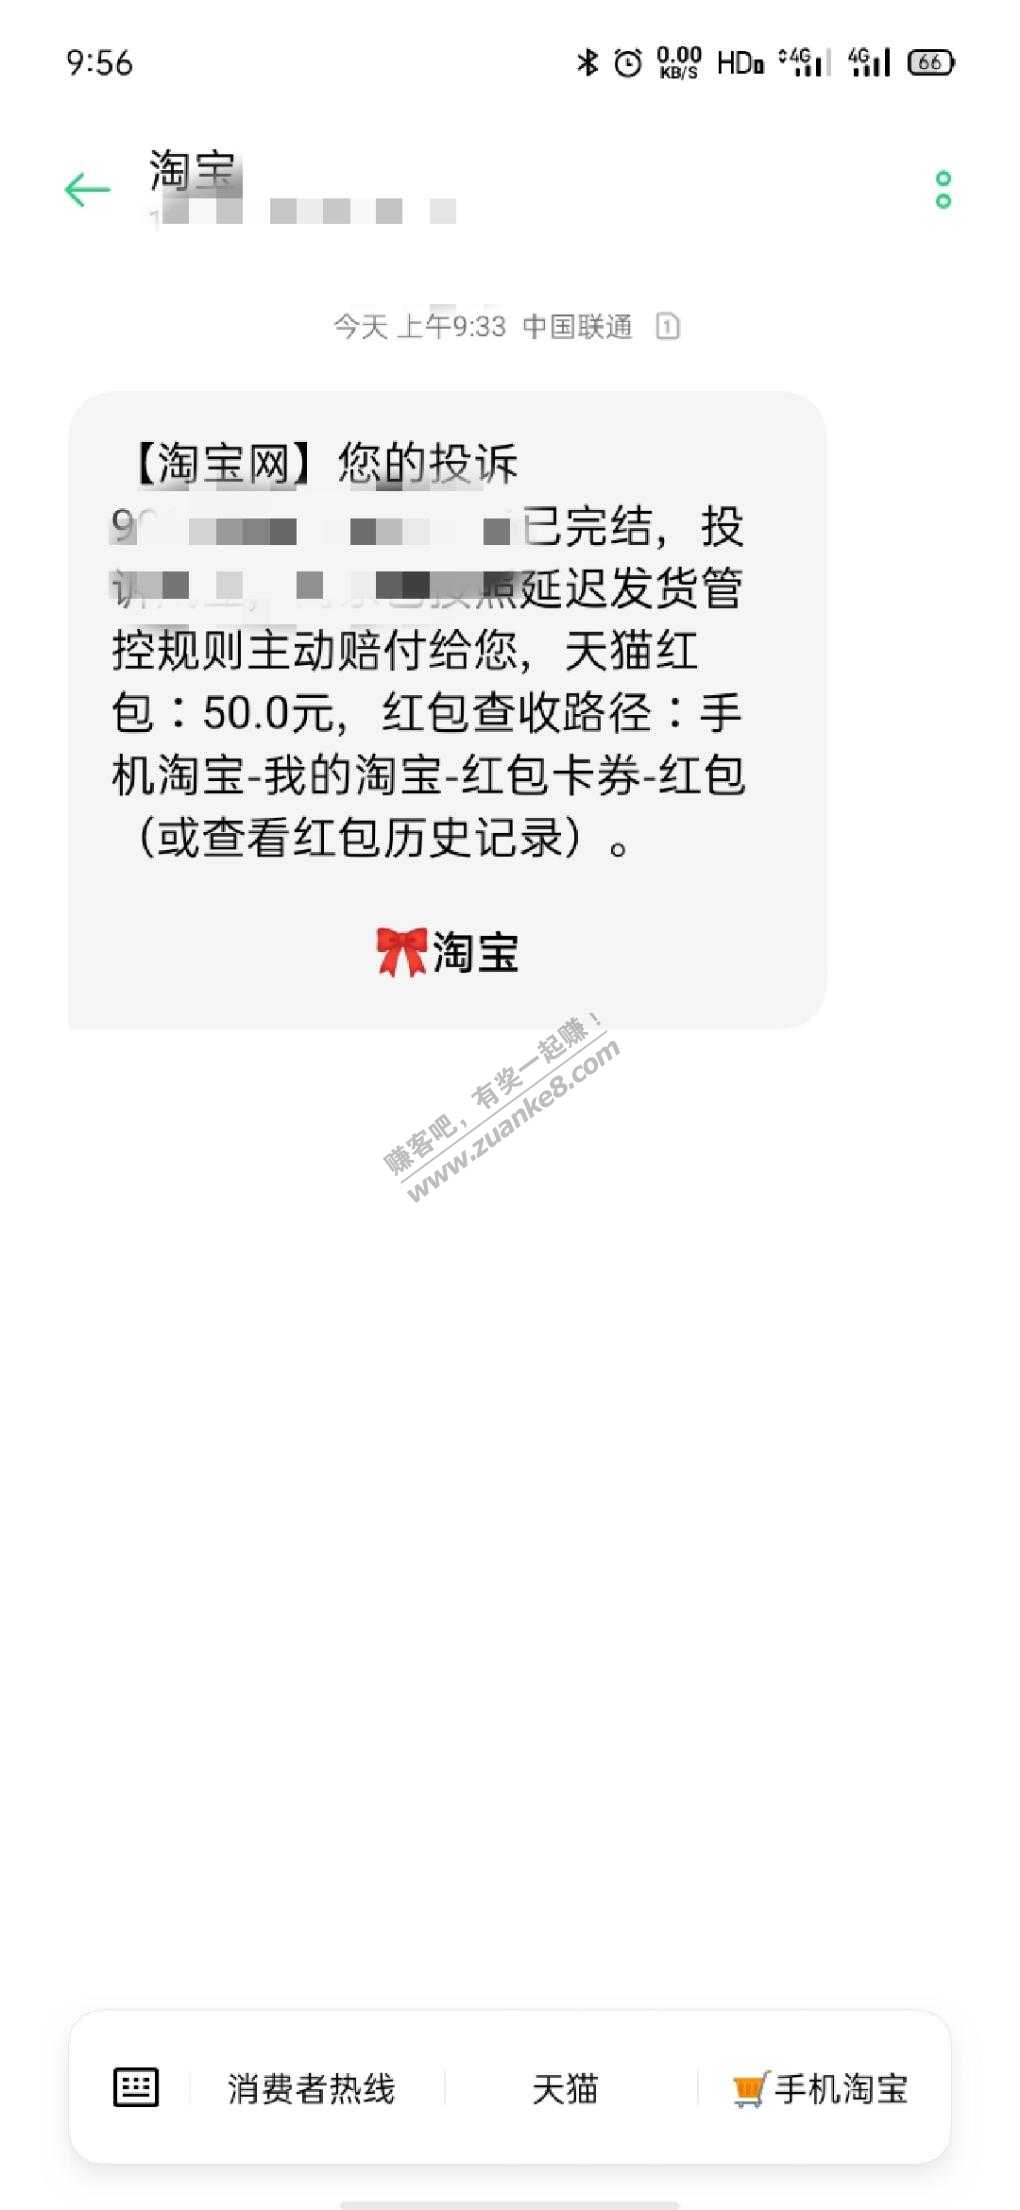 9:56
0.00 KB/S HD 4G 4G 66
淘宝
今天 上午9:33 中国联通 1
【淘宝网】您的投诉
9 已完结，投
延迟发货管
控规则主动赔付给您，天猫红
包：50.0元，红包查收路径：手
机淘宝-我的淘宝-红包卡券-红包
（或查看红包历史记录）。
淘宝
赚客吧，有奖一起赚！
www.zuanke8.com
消费者热线 天猫 手机淘宝